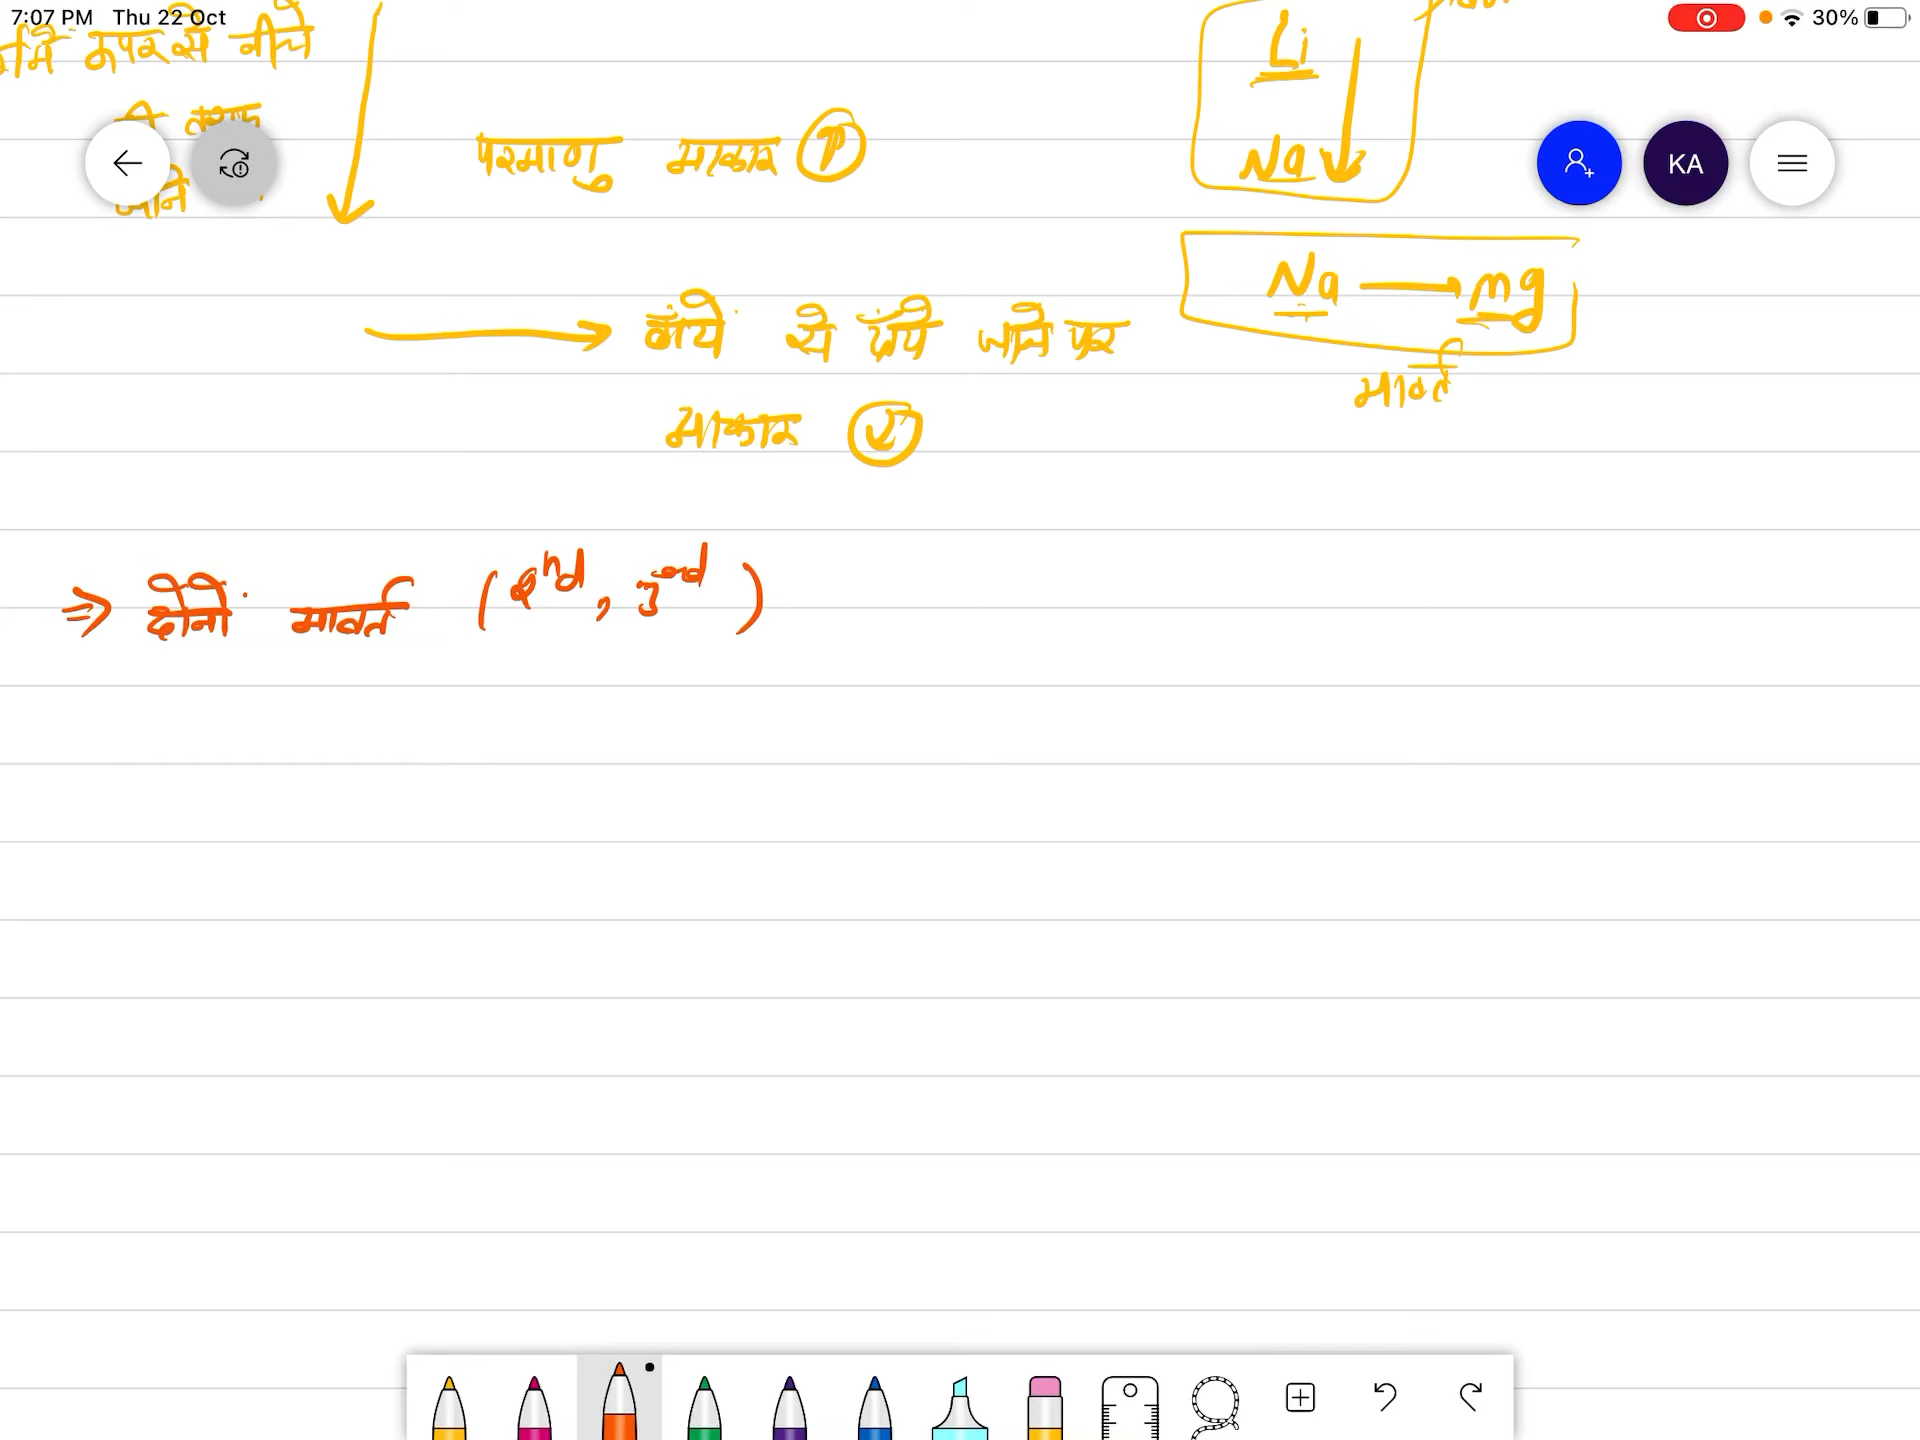 7:07 PM Thu 22 Oct
30%
में ऊपर से नीचे
Li
परमाणु आकार ↑
Na
KA
Na → mg
बांये से दांये जाने पर
आवर्त
आकार ↓
⇒ दोनों आवर्त (2nd, 3rd)